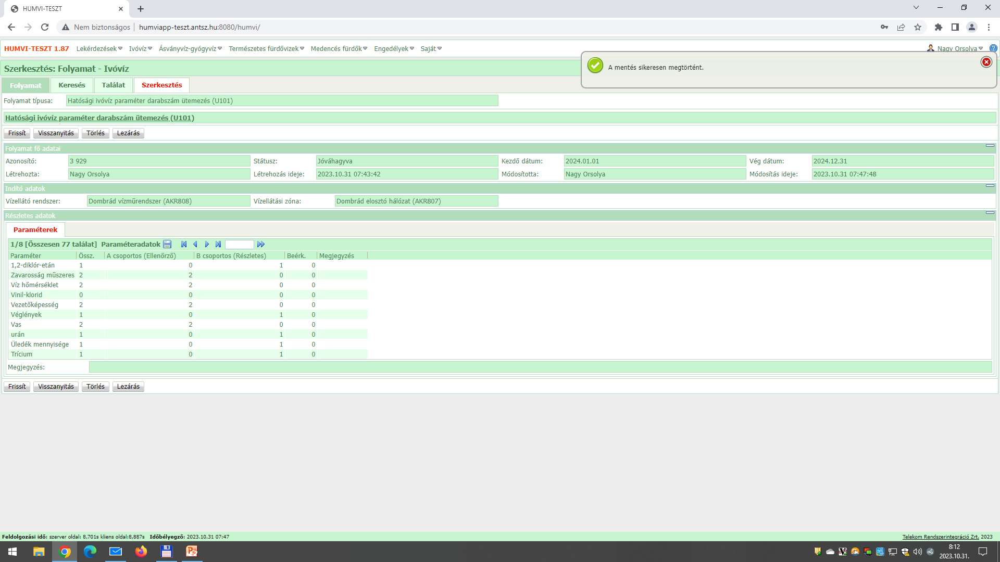 HUMVI-TESZT
Nem biztonságos humviapp-teszt.antsz.hu:8080/humvi/
HUMVI-TESZT 1.87 Lekérdezések Ivóvíz Ásványvíz-gyógyvíz Természetes fürdővizek Medencés fürdők Engedélyek Saját Nagy Orsolya
A mentés sikeresen megtörtént.
Szerkesztés: Folyamat - Ivóvíz
Folyamat Keresés Találat Szerkesztés
Folyamat típusa: Hatósági ivóvíz paraméter darabszám ütemezés (U101)
Hatósági ivóvíz paraméter darabszám ütemezés (U101)
Frissít Visszanyitás Törlés Lezárás
Folyamat fő adatai
Azonosító: 3 929 Státusz: Jóváhagyva Kezdő dátum: 2024.01.01 Vég dátum: 2024.12.31
Létrehozta: Nagy Orsolya Létrehozás ideje: 2023.10.31 07:43:42 Módosította: Nagy Orsolya Módosítás ideje: 2023.10.31 07:47:48
Indító adatok
Vízellátó rendszer: Dombrád vízműrendszer (AKR808) Vízellátási zóna: Dombrád elosztó hálózat (AKR807)
Részletes adatok
Paraméterek
1/8 [Összesen 77 találat] Paraméteradatok
Paraméter Össz. A csoportos (Ellenőrző) B csoportos (Részletes) Beérk. Megjegyzés
1,2-diklór-etán 1 0 1 0
Zavarosság műszeres 2 2 0 0
Víz hőmérséklet 2 2 0 0
Vinil-klorid 0 0 0 0
Vezetőképesség 2 2 0 0
Véglények 1 0 1 0
Vas 2 2 0 0
urán 1 0 1 0
Üledék mennyisége 1 0 1 0
Trícium 1 0 1 0
Megjegyzés:
Frissít Visszanyitás Törlés Lezárás
Feldolgozási idő: szerver oldal: 8,701s kliens oldal:8,887s Időbélyegző: 2023.10.31 07:47 Telekom Rendszerintegráció Zrt. 2023
8:12
2023.10.31.